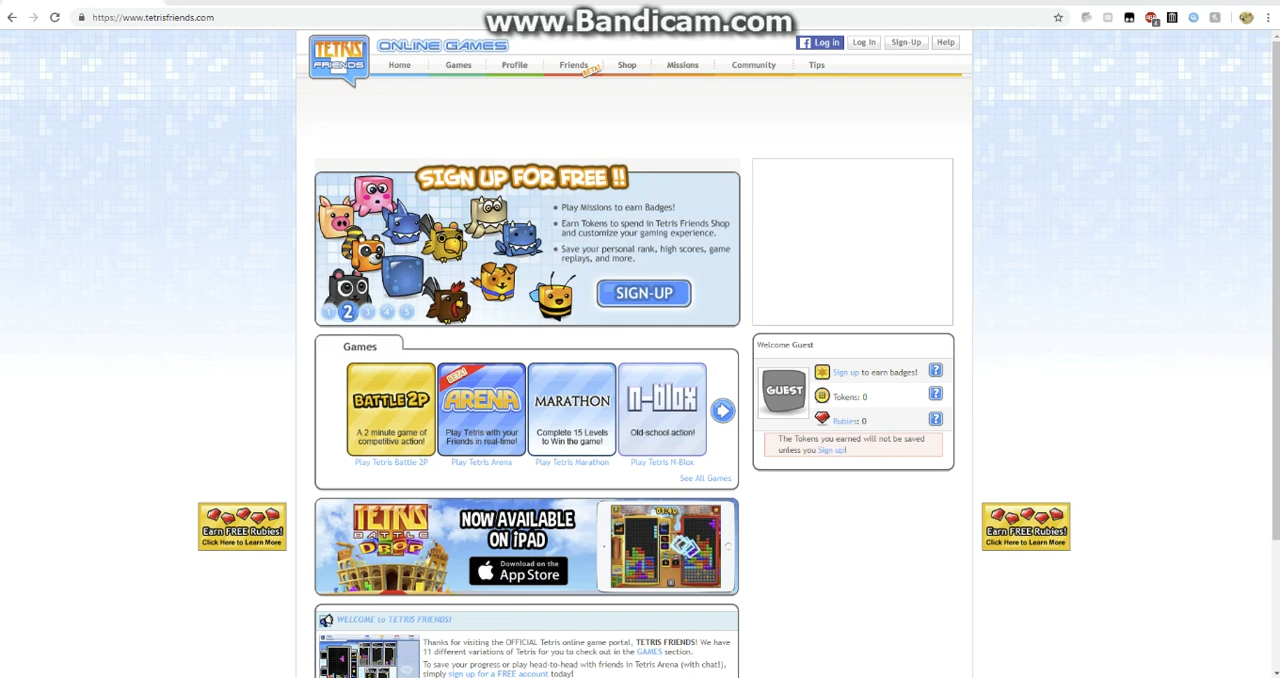 www.Bandicam.com
https://www.tetrisfriends.com
TETRIS
FRIENDS
ONLINE GAMES
f Log in
Log In
Sign-Up
Help
Home
Games
Profile
Friends
BETA!
Shop
Missions
Community
Tips
SIGN UP FOR FREE !!
Play Missions to earn Badges!
Earn Tokens to spend in Tetris Friends Shop
and customize your gaming experience.
Save your personal rank, high scores, game
replays, and more.
SIGN-UP
1 2 3 4 5
Games
BATTLE 2P
A 2 minute game of
competitive action!
Play Tetris Battle 2P
BETA
ARENA
Play Tetris with your
Friends in real-time!
Play Tetris Arena
MARATHON
Complete 15 Levels
to Win the game!
Play Tetris Marathon
n-blox
Old-school action!
Play Tetris N-Blox
See All Games
Welcome Guest
GUEST
Sign up to earn badges!
?
Tokens: 0
?
Rubies: 0
?
The Tokens you earned will not be saved
unless you Sign up!
Earn FREE Rubies!
Click Here to Learn More
TETRIS
BATTLE
DROP
NOW AVAILABLE
ON iPAD
Download on the
App Store
Earn FREE Rubies!
Click Here to Learn More
WELCOME to TETRIS FRIENDS!
Thanks for visiting the OFFICIAL Tetris online game portal, TETRIS FRIENDS! We have
11 different variations of Tetris for you to check out in the GAMES section.
To save your progress or play head-to-head with friends in Tetris Arena (with chat!),
simply sign up for a FREE account today!